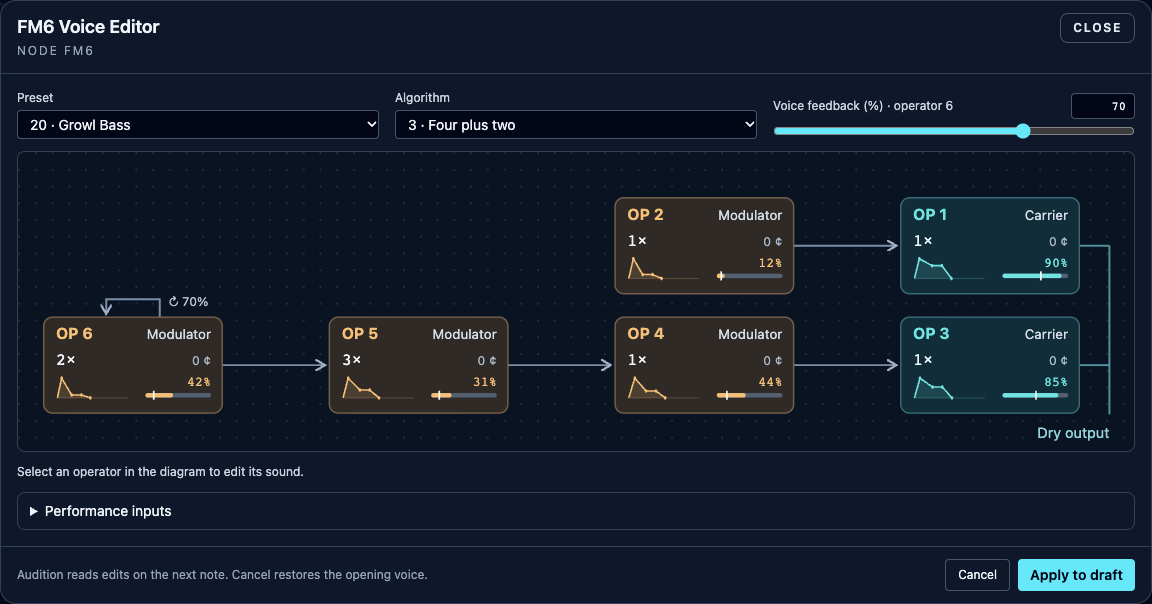 FM6 Voice Editor
NODE FM6
CLOSE
Preset
20 · Growl Bass
Algorithm
3 · Four plus two
Voice feedback (%) · operator 6
70
OP 2 Modulator
1× 0 ¢
12%
OP 1 Carrier
1× 0 ¢
90%
↻ 70%
OP 6 Modulator
2× 0 ¢
42%
OP 5 Modulator
3× 0 ¢
31%
OP 4 Modulator
1× 0 ¢
44%
OP 3 Carrier
1× 0 ¢
85%
Dry output
Select an operator in the diagram to edit its sound.
▶ Performance inputs
Audition reads edits on the next note. Cancel restores the opening voice.
Cancel
Apply to draft